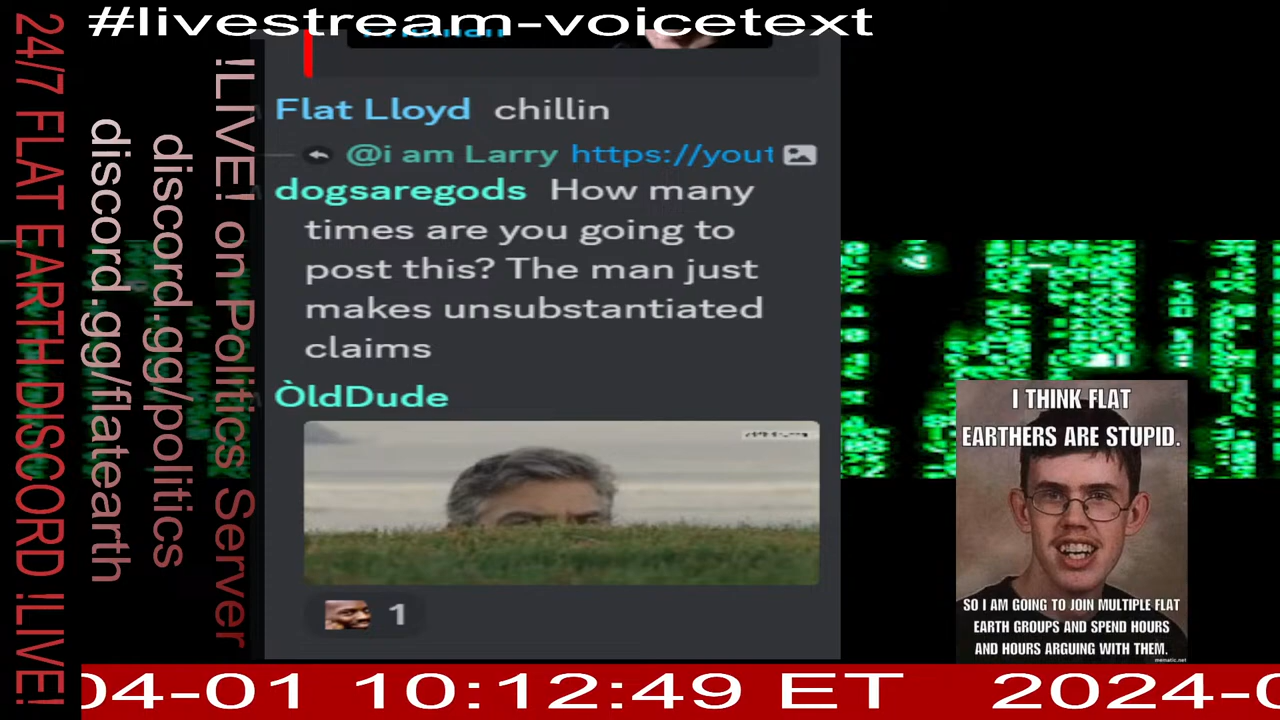 #livestream-voicetext
24/7 FLAT EARTH DISCORD !LIVE!
discord.gg/flatearth
discord.gg/politics
!LIVE! on Politics Server
Flat Lloyd chillin
@i am Larry https://yout
dogsaregods How many
times are you going to
post this? The man just
makes unsubstantiated
claims
ÒldDude
1
I THINK FLAT
EARTHERS ARE STUPID.
SO I AM GOING TO JOIN MULTIPLE FLAT
EARTH GROUPS AND SPEND HOURS
AND HOURS ARGUING WITH THEM.
mematic.net
04-01 10:12:49 ET 2024-0